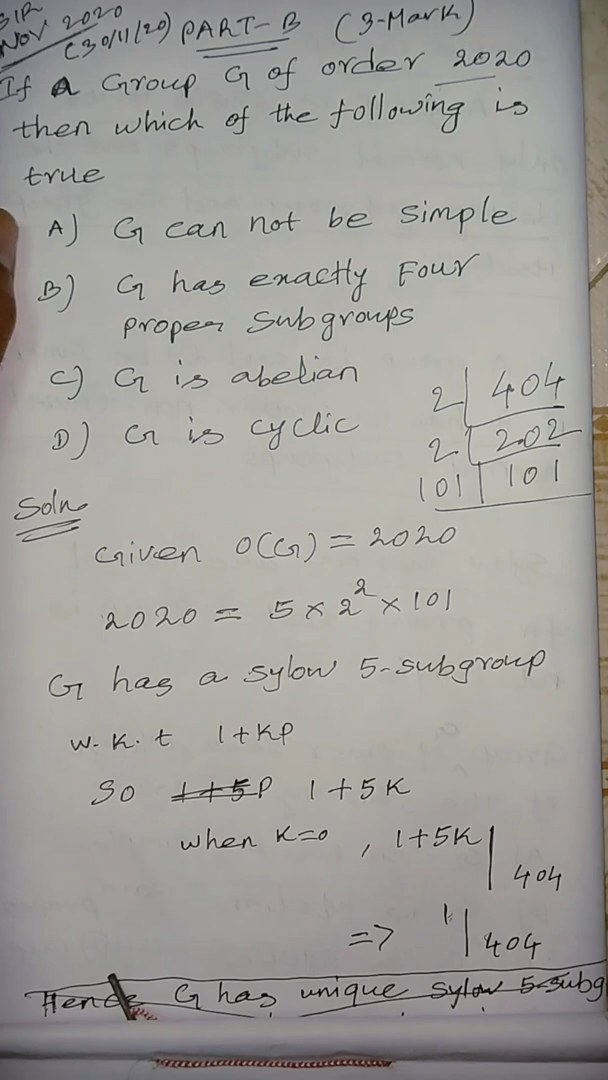 SIR
NOV 2020
(30/11/20) PART-B (3-Mark)
If a Group G of order 2020
then which of the following is
true
A) G can not be simple
B) G has exactly Four
proper subgroups
C) G is abelian
D) G is cyclic
2 | 404
2 | 202
101 | 101
Soln
Given O(G) = 2020
2020 = 5 x 2² x 101
G has a sylow 5-subgroup
w.k.t 1+kp
So 1+5P 1+5K
when k=0, 1+5k | 404
=> 1 | 404
Hence G has unique sylow 5-subg